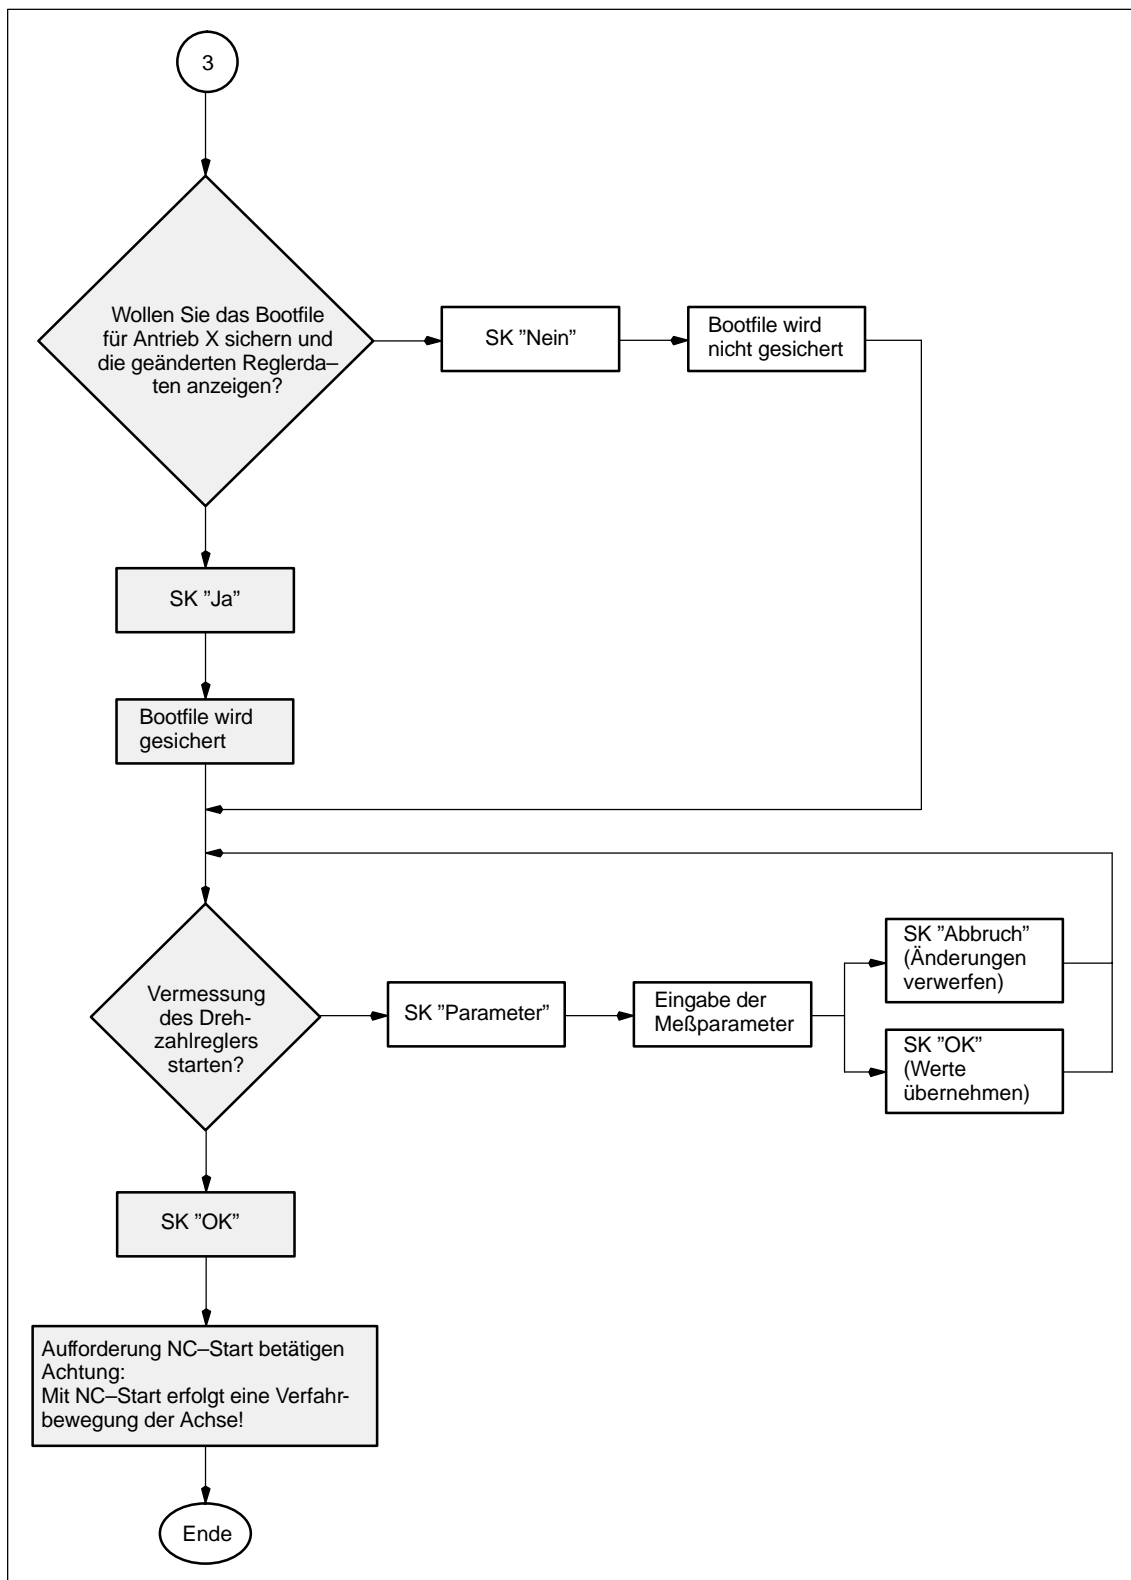 3
Wollen Sie das Bootfile
für Antrieb X sichern und
die geänderten Reglerda–
ten anzeigen?
SK ”Nein”
Bootfile wird
nicht gesichert
SK ”Ja”
Bootfile wird
gesichert
Vermessung
des Dreh-
zahlreglers
starten?
SK ”Parameter”
Eingabe der
Meßparameter
SK ”Abbruch”
(Änderungen
verwerfen)
SK ”OK”
(Werte
übernehmen)
SK ”OK”
Aufforderung NC–Start betätigen
Achtung:
Mit NC–Start erfolgt eine Verfahr-
bewegung der Achse!
Ende